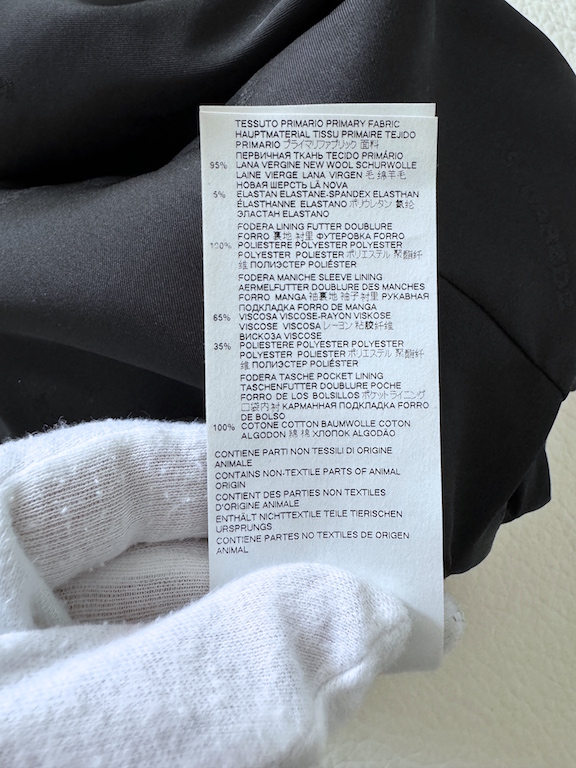 TESSUTO PRIMARIO PRIMARY FABRIC
HAUPTMATERIAL TISSU PRIMAIRE TEJIDO
PRIMARIO プライマリファブリック 面料
ПЕРВИЧНАЯ ТКАНЬ TECIDO PRIMÁRIO
95% LANA VERGINE NEW WOOL SCHURWOLLE
LAINE VIERGE LANA VIRGEN 毛 绵羊毛
НОВАЯ ШЕРСТЬ LÃ NOVA
5% ELASTAN ELASTANE-SPANDEX ELASTHAN
ÉLASTHANNE ELASTANO ポリウレタン 氨纶
ЭЛАСТАН ELASTANO
FODERA LINING FUTTER DOUBLURE
FORRO 裏地 衬里 ФУТЕРОВКА FORRO
100% POLIESTERE POLYESTER POLYESTER
POLYESTER POLIESTER ポリエステル 聚酯纤
维 ПОЛИЭСТЕР POLIÉSTER
FODERA MANICHE SLEEVE LINING
AERMELFUTTER DOUBLURE DES MANCHES
FORRO MANGA 袖裏地 袖子衬里 РУКАВНАЯ
ПОДКЛАДКА FORRO DE MANGA
65% VISCOSA VISCOSE-RAYON VISKOSE
VISCOSE VISCOSA レーヨン 粘胶纤维
ВИСКОЗА VISCOSE
35% POLIESTERE POLYESTER POLYESTER
POLYESTER POLIESTER ポリエステル 聚酯纤
维 ПОЛИЭСТЕР POLIÉSTER
FODERA TASCHE POCKET LINING
TASCHENFUTTER DOUBLURE POCHE
FORRO DE LOS BOLSILLOS ポケットライニング
口袋内衬 КАРМАННАЯ ПОДКЛАДКА FORRO
DE BOLSO
100% COTONE COTTON BAUMWOLLE COTON
ALGODON 綿 棉 ХЛОПОК ALGODÃO
CONTIENE PARTI NON TESSILI DI ORIGINE
ANIMALE
CONTAINS NON-TEXTILE PARTS OF ANIMAL
ORIGIN
CONTIENT DES PARTIES NON TEXTILES
D'ORIGINE ANIMALE
ENTHÄLT NICHTTEXTILE TEILE TIERISCHEN
URSPRUNGS
CONTIENE PARTES NO TEXTILES DE ORIGEN
ANIMAL